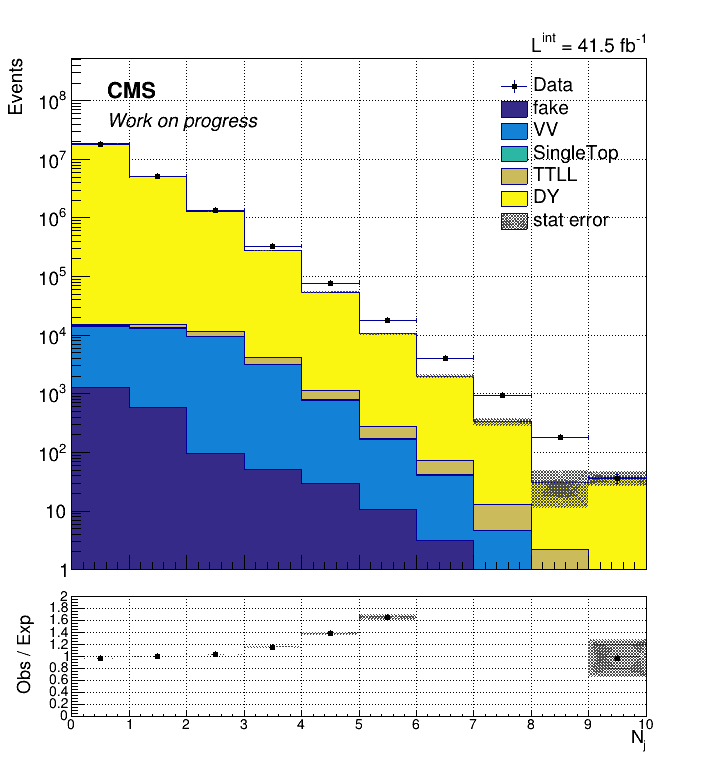 L^int = 41.5 fb^-1
Events
CMS
Work on progress
Data
fake
VV
SingleTop
TTLL
DY
stat error
10^8
10^7
10^6
10^5
10^4
10^3
10^2
10
1
Obs / Exp
2
1.8
1.6
1.4
1.2
1
0.8
0.6
0.4
0.2
0
0 1 2 3 4 5 6 7 8 9 10
N_j